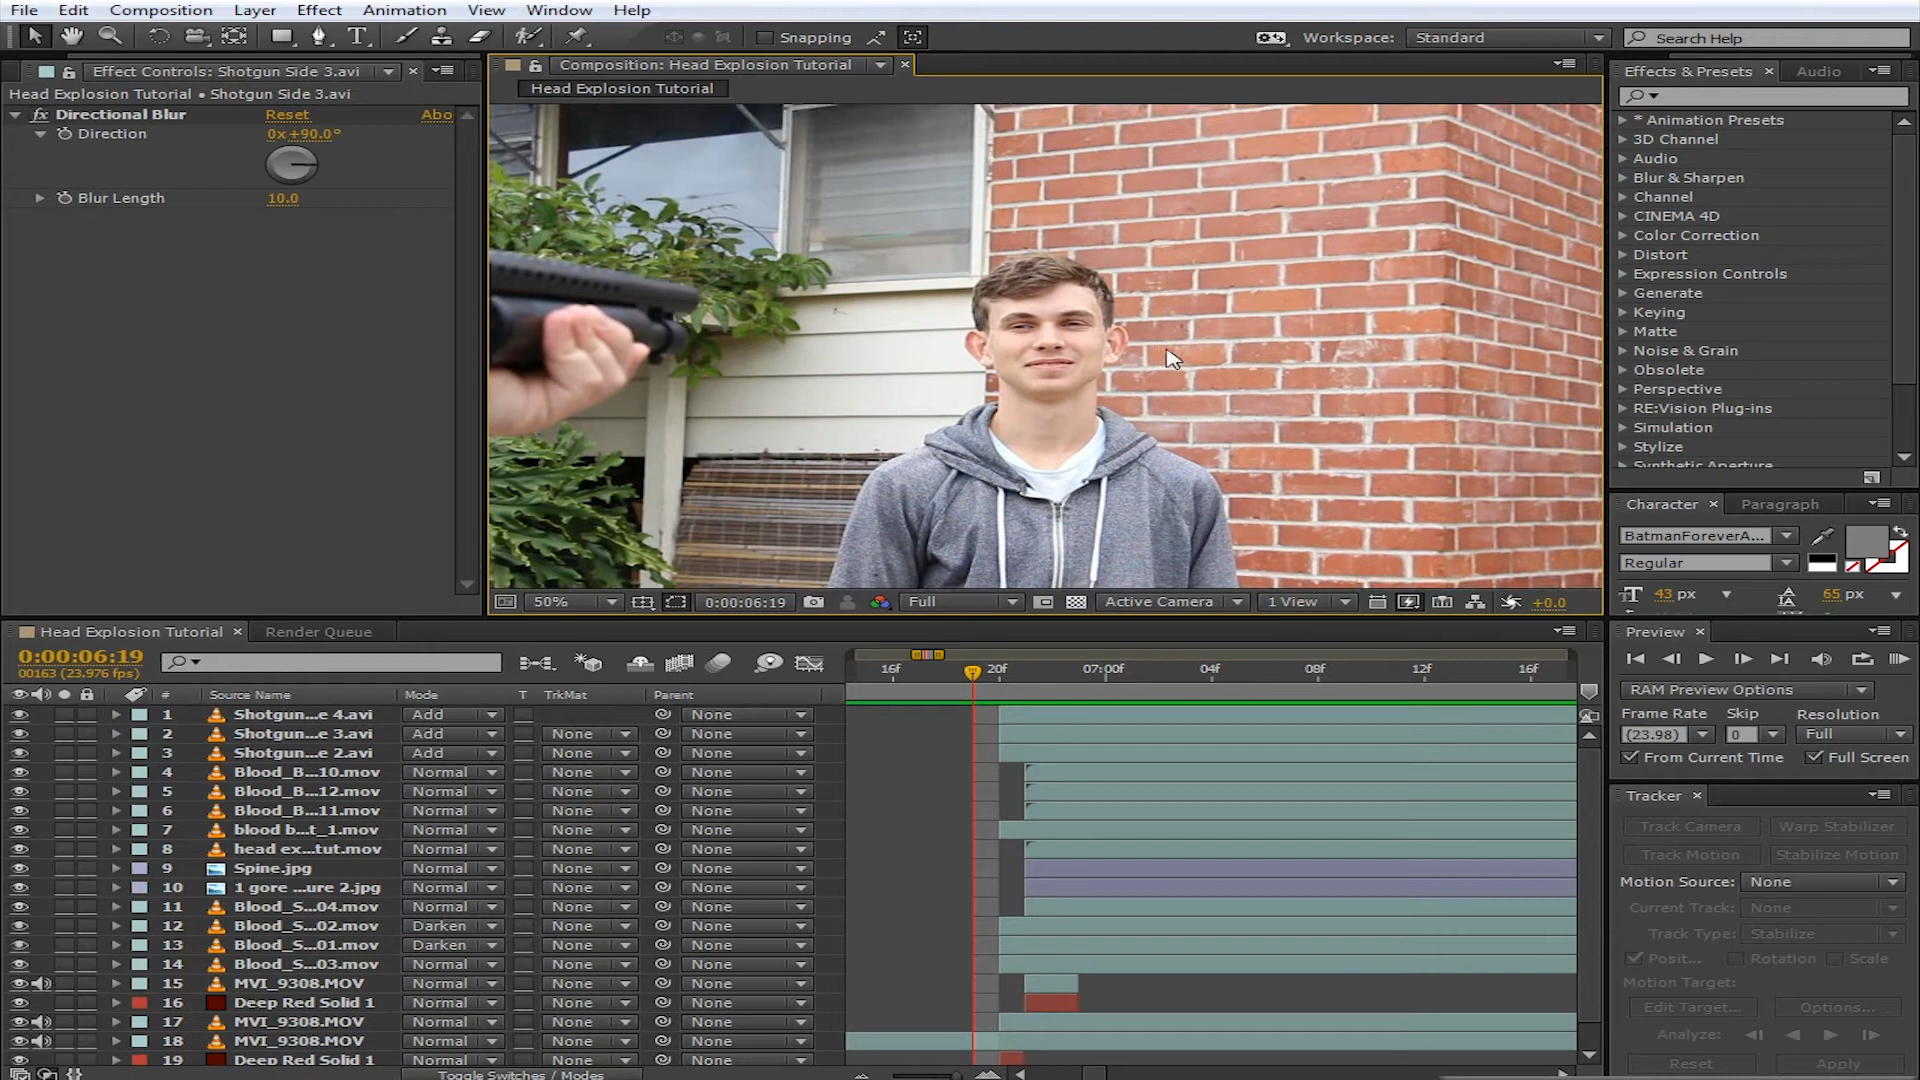 File Edit Composition Layer Effect Animation View Window Help
Snapping Workspace: Standard Search Help
Effect Controls: Shotgun Side 3.avi
Head Explosion Tutorial • Shotgun Side 3.avi
fx Directional Blur Reset Abo
Direction 0x+90.0°
Blur Length 10.0
Composition: Head Explosion Tutorial
Head Explosion Tutorial
50% 0:00:06:19 Full Active Camera 1 View +0.0
Effects & Presets Audio
* Animation Presets
3D Channel
Audio
Blur & Sharpen
Channel
CINEMA 4D
Color Correction
Distort
Expression Controls
Generate
Keying
Matte
Noise & Grain
Obsolete
Perspective
RE:Vision Plug-ins
Simulation
Stylize
Synthetic Aperture
Character Paragraph
BatmanForeverA...
Regular
43 px 65 px
Preview
RAM Preview Options
Frame Rate Skip Resolution
(23.98) 0 Full
From Current Time Full Screen
Tracker
Track Camera Warp Stabilizer
Track Motion Stabilize Motion
Motion Source: None
Current Track: None
Track Type: Stabilize
Posit... Rotation Scale
Motion Target:
Edit Target... Options...
Analyze:
Reset Apply
Head Explosion Tutorial Render Queue
0:00:06:19
00163 (23.976 fps)
16f 20f 07:00f 04f 08f 12f 16f
# Source Name Mode T TrkMat Parent
1 Shotgun...e 4.avi Add None
2 Shotgun...e 3.avi Add None None
3 Shotgun...e 2.avi Add None None
4 Blood_B...10.mov Normal None None
5 Blood_B...12.mov Normal None None
6 Blood_B...11.mov Normal None None
7 blood b...t_1.mov Normal None None
8 head ex...tut.mov Normal None None
9 Spine.jpg Normal None None
10 1 gore ...ure 2.jpg Normal None None
11 Blood_S...04.mov Normal None None
12 Blood_S...02.mov Darken None None
13 Blood_S...01.mov Darken None None
14 Blood_S...03.mov Normal None None
15 MVI_9308.MOV Normal None None
16 Deep Red Solid 1 Normal None None
17 MVI_9308.MOV Normal None None
18 MVI_9308.MOV Normal None None
19 Deep Red Solid 1 Normal None None
Toggle Switches / Modes